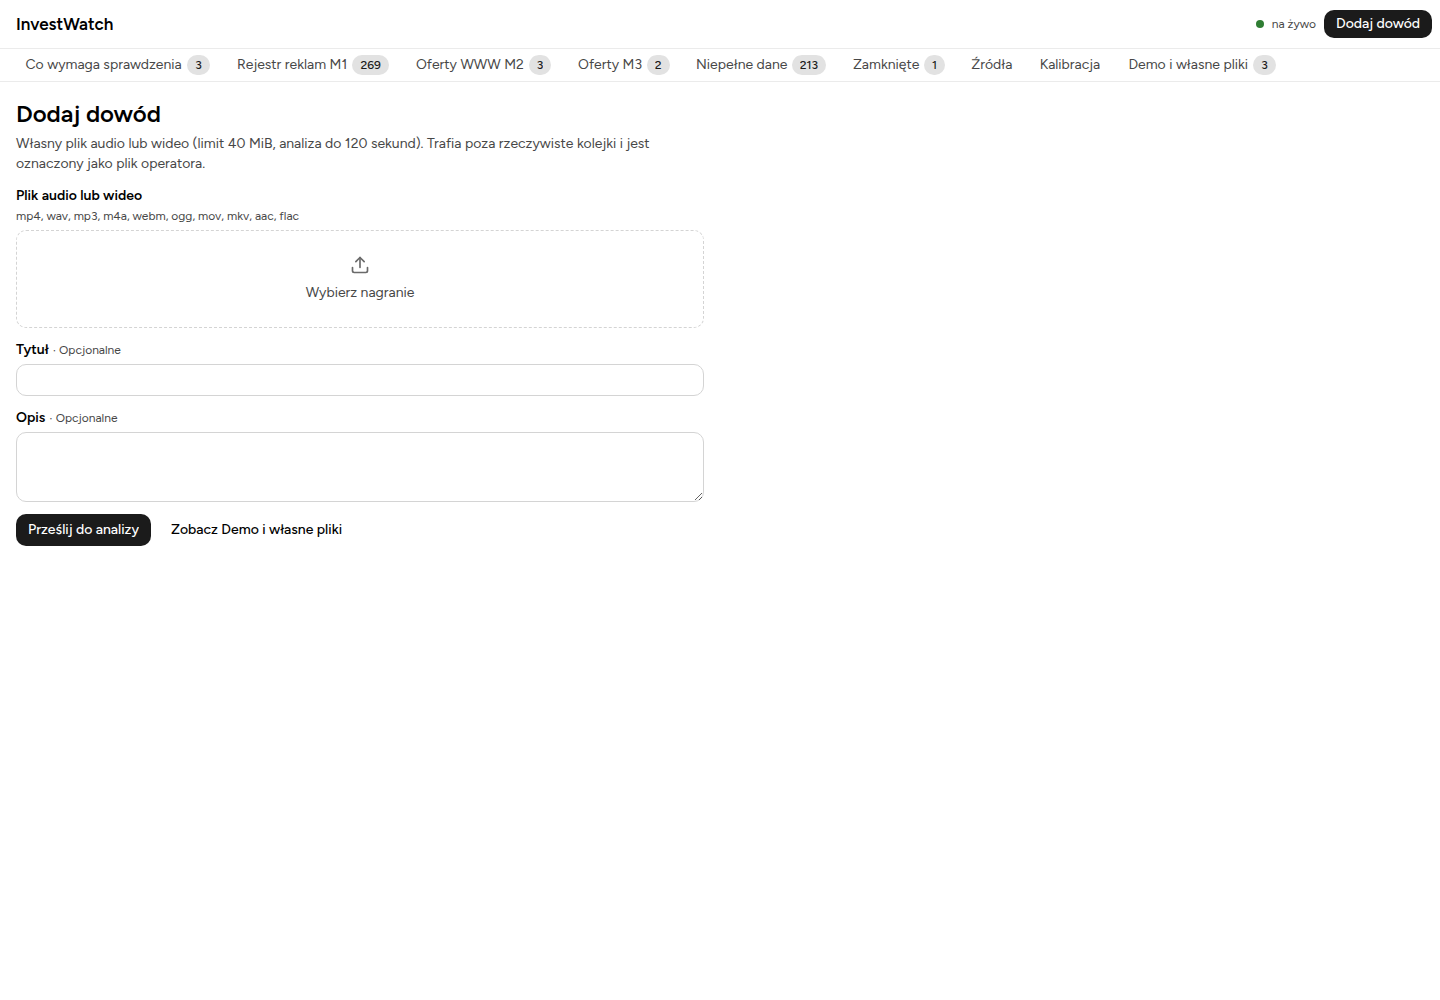 InvestWatch
na żywo
Dodaj dowód
Co wymaga sprawdzenia 3
Rejestr reklam M1 269
Oferty WWW M2 3
Oferty M3 2
Niepełne dane 213
Zamknięte 1
Źródła
Kalibracja
Demo i własne pliki 3
Dodaj dowód
Własny plik audio lub wideo (limit 40 MiB, analiza do 120 sekund). Trafia poza rzeczywiste kolejki i jest
oznaczony jako plik operatora.
Plik audio lub wideo
mp4, wav, mp3, m4a, webm, ogg, mov, mkv, aac, flac
Wybierz nagranie
Tytuł · Opcjonalne
Opis · Opcjonalne
Prześlij do analizy
Zobacz Demo i własne pliki